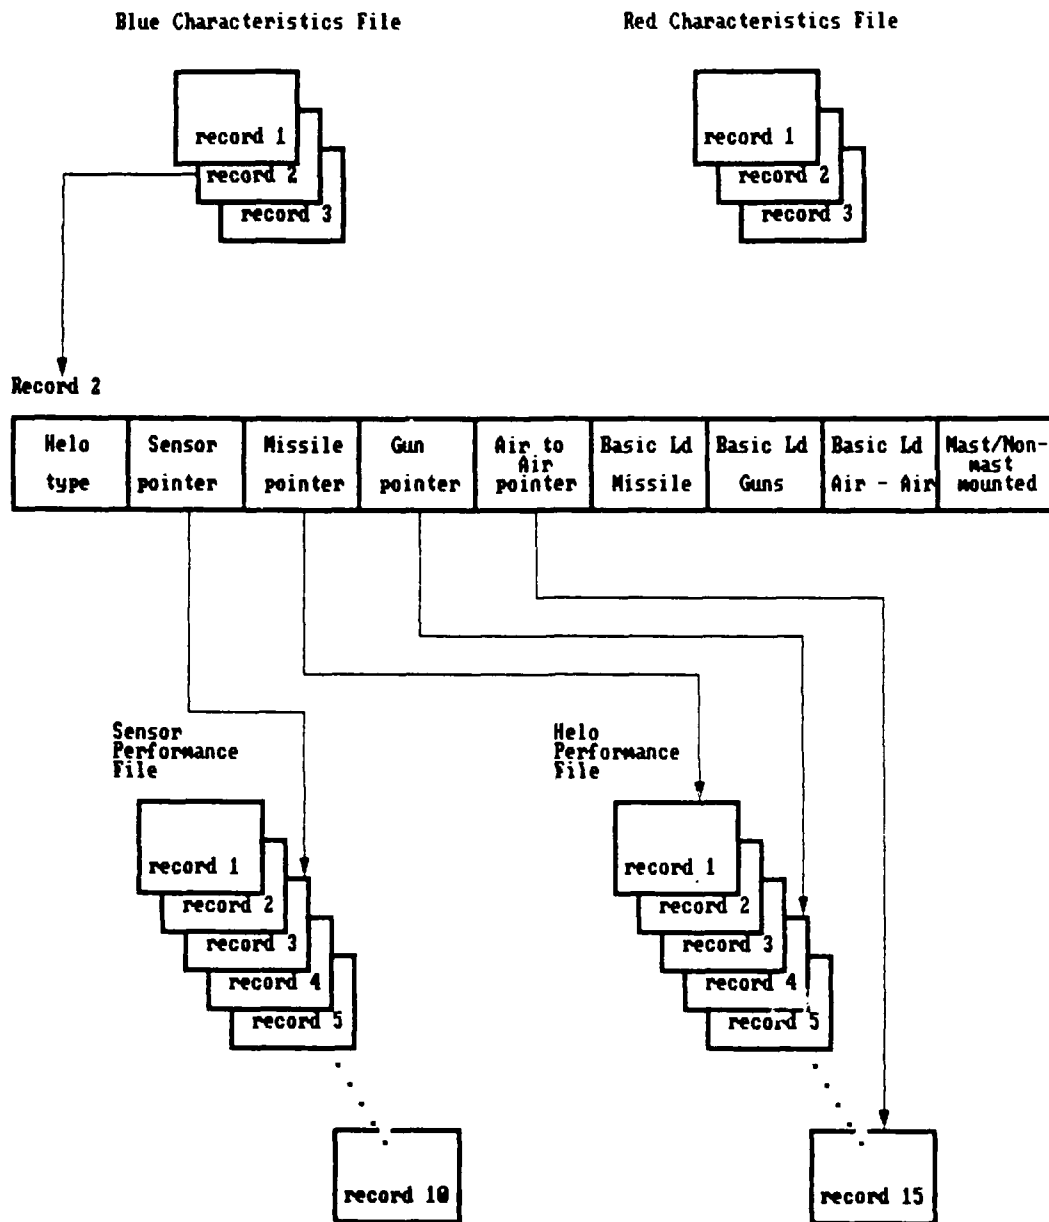 Blue Characteristics File
Red Characteristics File
record 1
record 2
record 3
record 1
record 2
record 3
Record 2
Helo
type
Sensor
pointer
Missile
pointer
Gun
pointer
Air to
Air
pointer
Basic Ld
Missile
Basic Ld
Guns
Basic Ld
Air - Air
Mast/Non-
mast
mounted
Sensor
Performance
File
Helo
Performance
File
record 1
record 2
record 3
record 4
record 5
record 10
record 1
record 2
record 3
record 4
record 5
record 15